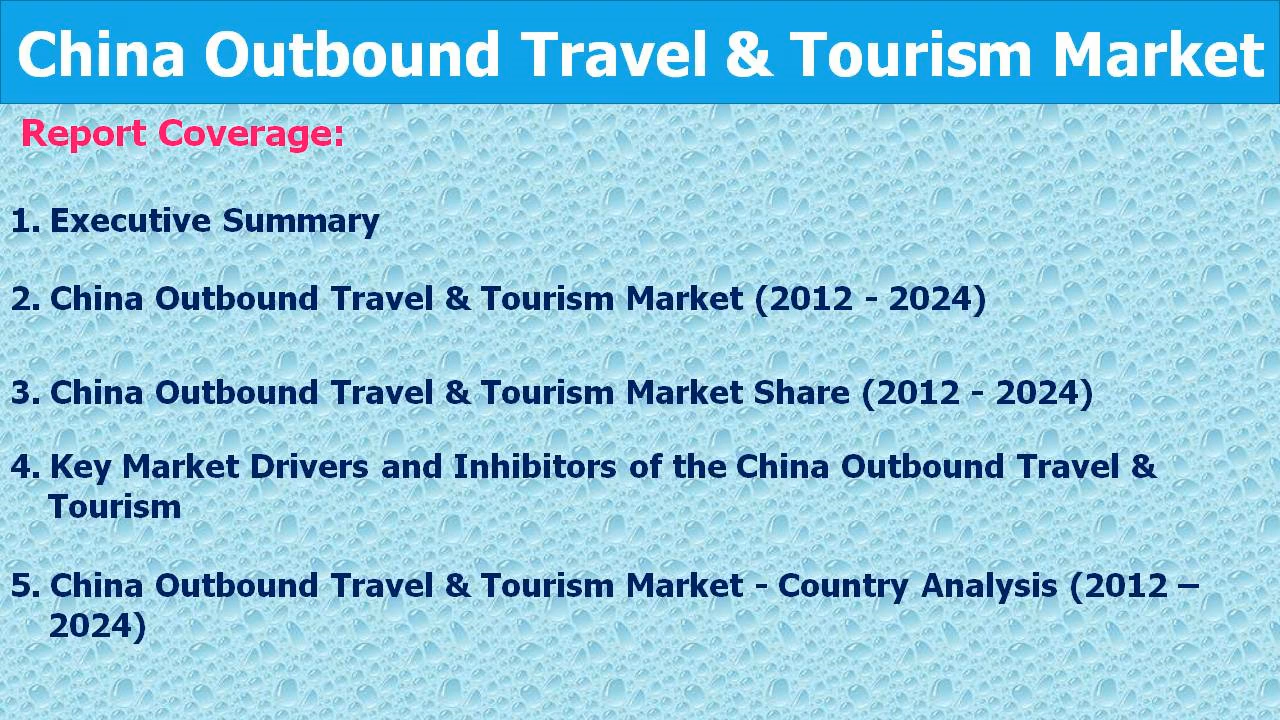 China Outbound Travel & Tourism Market
Report Coverage:
1. Executive Summary
2. China Outbound Travel & Tourism Market (2012 - 2024)
3. China Outbound Travel & Tourism Market Share (2012 - 2024)
4. Key Market Drivers and Inhibitors of the China Outbound Travel &
Tourism
5. China Outbound Travel & Tourism Market - Country Analysis (2012 –
2024)